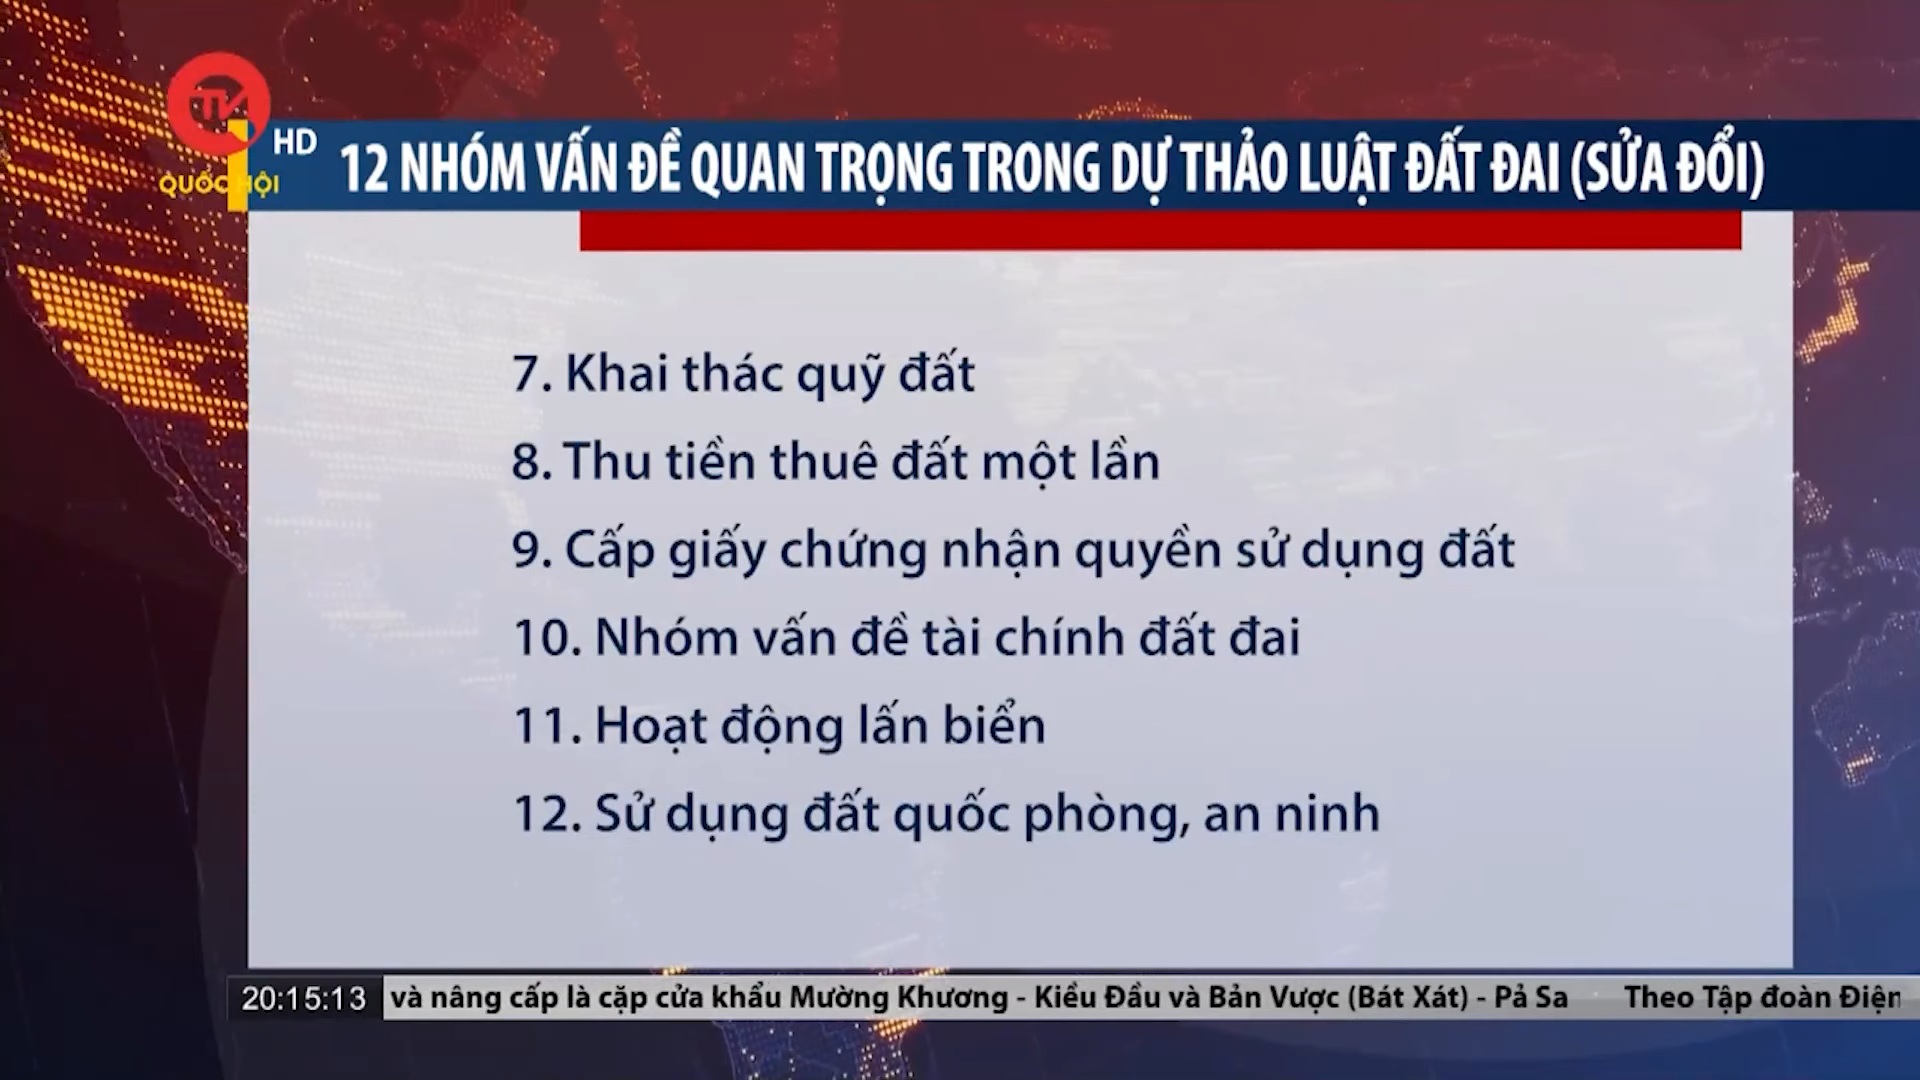 TV
QUỐC HỘI
HD
12 NHÓM VẤN ĐỀ QUAN TRỌNG TRONG DỰ THẢO LUẬT ĐẤT ĐAI (SỬA ĐỔI)
7. Khai thác quỹ đất
8. Thu tiền thuê đất một lần
9. Cấp giấy chứng nhận quyền sử dụng đất
10. Nhóm vấn đề tài chính đất đai
11. Hoạt động lấn biển
12. Sử dụng đất quốc phòng, an ninh
20:15:13 và nâng cấp là cặp cửa khẩu Mường Khương - Kiều Đầu và Bản Vược (Bát Xát) - Pả Sa Theo Tập đoàn Điện